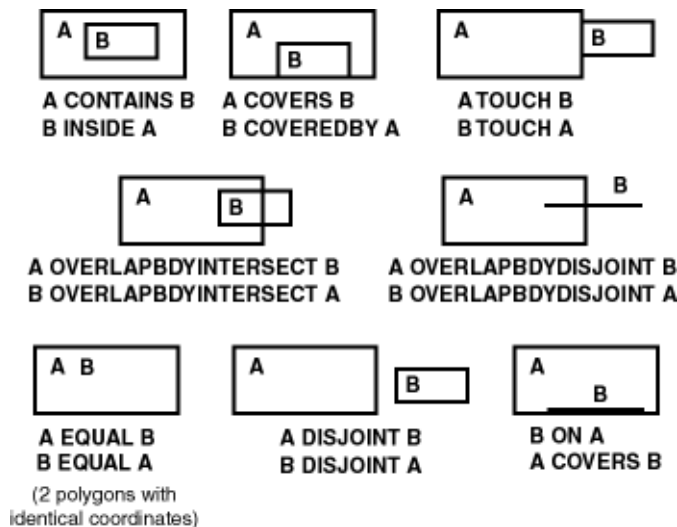 A B
A CONTAINS B
B INSIDE A
A B
A COVERS B
B COVEREDBY A
A B
A TOUCH B
B TOUCH A
A B
A OVERLAPBDYINTERSECT B
B OVERLAPBDYINTERSECT A
A B
A OVERLAPBDYDISJOINT B
B OVERLAPBDYDISJOINT A
A B
A EQUAL B
B EQUAL A
(2 polygons with
identical coordinates)
A B
A DISJOINT B
B DISJOINT A
A B
B ON A
A COVERS B